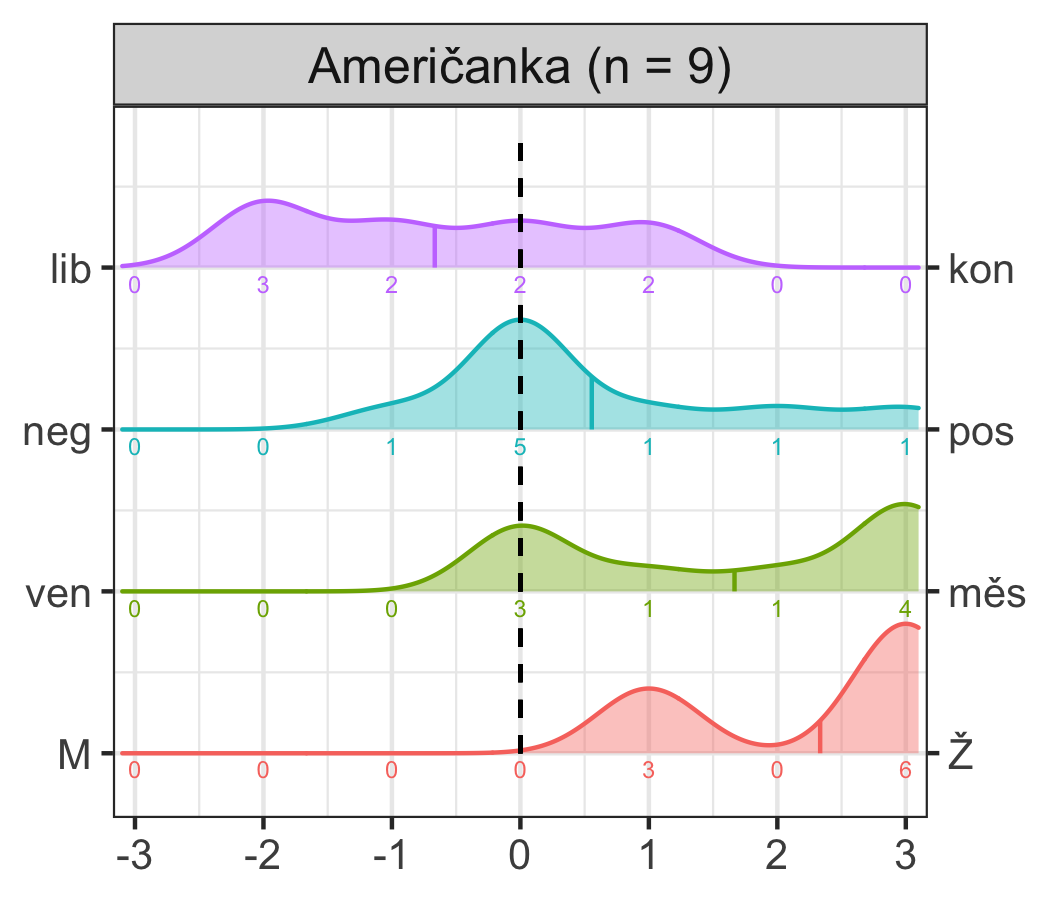 Američanka (n = 9)
lib kon
0 3 2 2 2 0 0
neg pos
0 0 1 5 1 1 1
ven měs
0 0 0 3 1 1 4
M Ž
0 0 0 0 3 0 6
-3 -2 -1 0 1 2 3